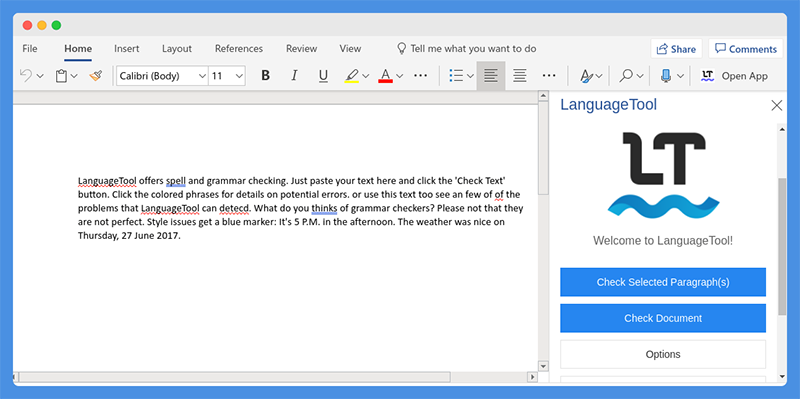 File Home Insert Layout References Review View Tell me what you want to do Share Comments
Calibri (Body) 11 B I U A Open App
LanguageTool
LT
LanguageTool offers spell and grammar checking. Just paste your text here and click the 'Check Text'
button. Click the colored phrases for details on potential errors. or use this text too see an few of of the
problems that LanguageTool can detecd. What do you thinks of grammar checkers? Please not that they
are not perfect. Style issues get a blue marker: It's 5 P.M. in the afternoon. The weather was nice on
Thursday, 27 June 2017.
Welcome to LanguageTool!
Check Selected Paragraph(s)
Check Document
Options